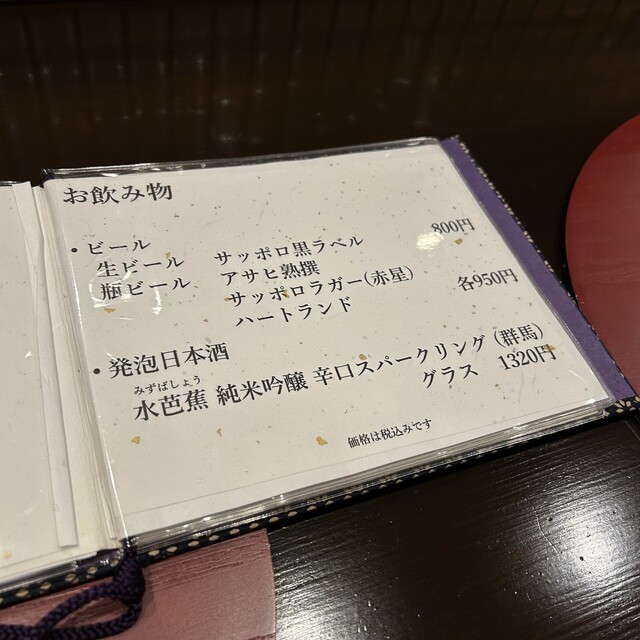 お飲み物
・ビール
生ビール サッポロ黒ラベル 800円
瓶ビール アサヒ熟撰
サッポロラガー(赤星) 各950円
ハートランド
・発泡日本酒
みずばしょう
水芭蕉 純米吟醸 辛口スパークリング (群馬)
グラス 1320円
価格は税込みです